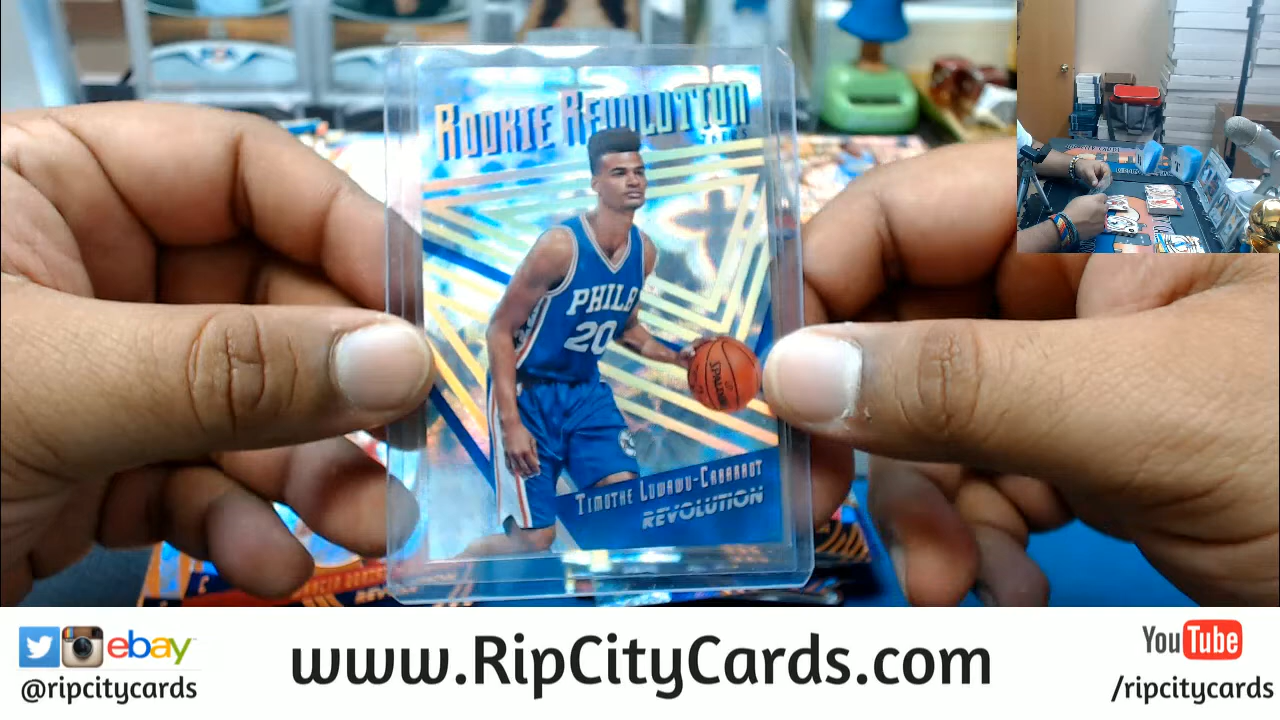 ROOKIE REVOLUTION
PHILA
20
SPALDING
TIMOTHE LUWAWU-CABARROT
REVOLUTION
ebay
@ripcitycards
www.RipCityCards.com
YouTube
/ripcitycards